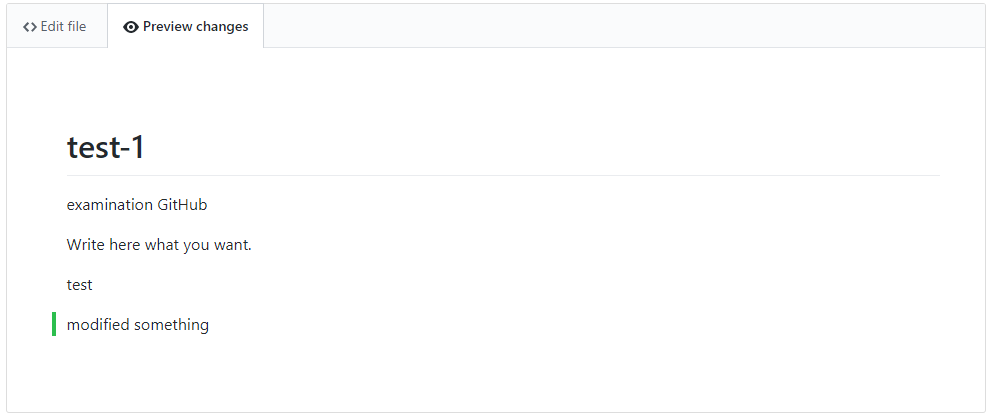 Edit file
Preview changes
test-1
examination GitHub
Write here what you want.
test
modified something